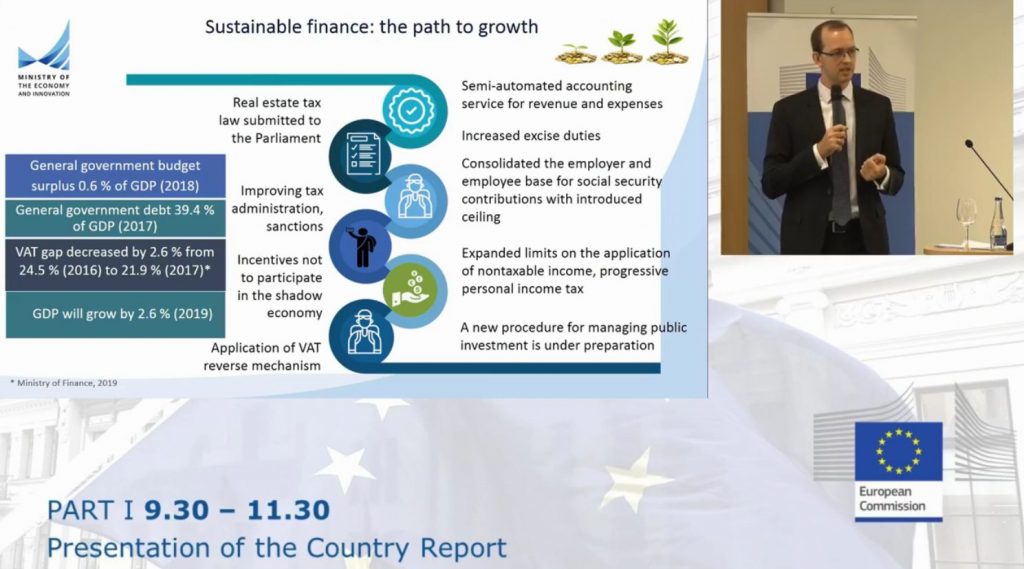 Sustainable finance: the path to growth
MINISTRY OF
THE ECONOMY
AND INNOVATION
General government budget
surplus 0.6 % of GDP (2018)
General government debt 39.4 %
of GDP (2017)
VAT gap decreased by 2.6 % from
24.5 % (2016) to 21.9 % (2017)*
GDP will grow by 2.6 % (2019)
Real estate tax
law submitted to
the Parliament
Improving tax
administration,
sanctions
Incentives not
to participate
in the shadow
economy
Application of VAT
reverse mechanism
Semi-automated accounting
service for revenue and expenses
Increased excise duties
Consolidated the employer and
employee base for social security
contributions with introduced
ceiling
Expanded limits on the application
of nontaxable income, progressive
personal income tax
A new procedure for managing public
investment is under preparation
* Ministry of Finance, 2019
European
Commission
PART I 9.30 – 11.30
Presentation of the Country Report